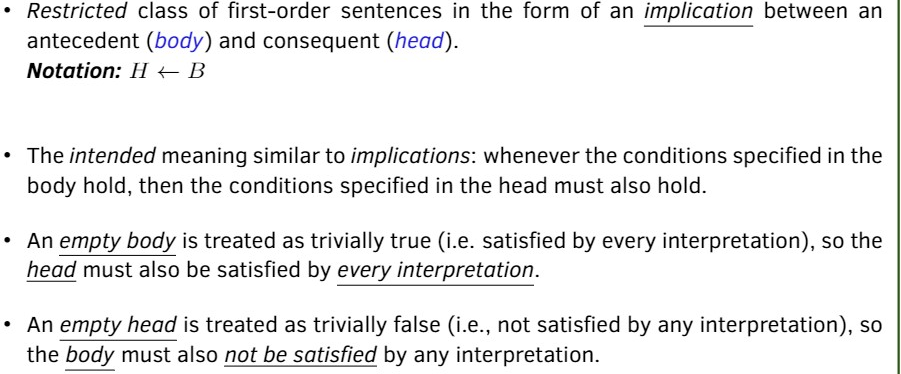 • Restricted class of first-order sentences in the form of an implication between an
antecedent (body) and consequent (head).
Notation: H ← B
• The intended meaning similar to implications: whenever the conditions specified in the
body hold, then the conditions specified in the head must also hold.
• An empty body is treated as trivially true (i.e. satisfied by every interpretation), so the
head must also be satisfied by every interpretation.
• An empty head is treated as trivially false (i.e., not satisfied by any interpretation), so
the body must also not be satisfied by any interpretation.